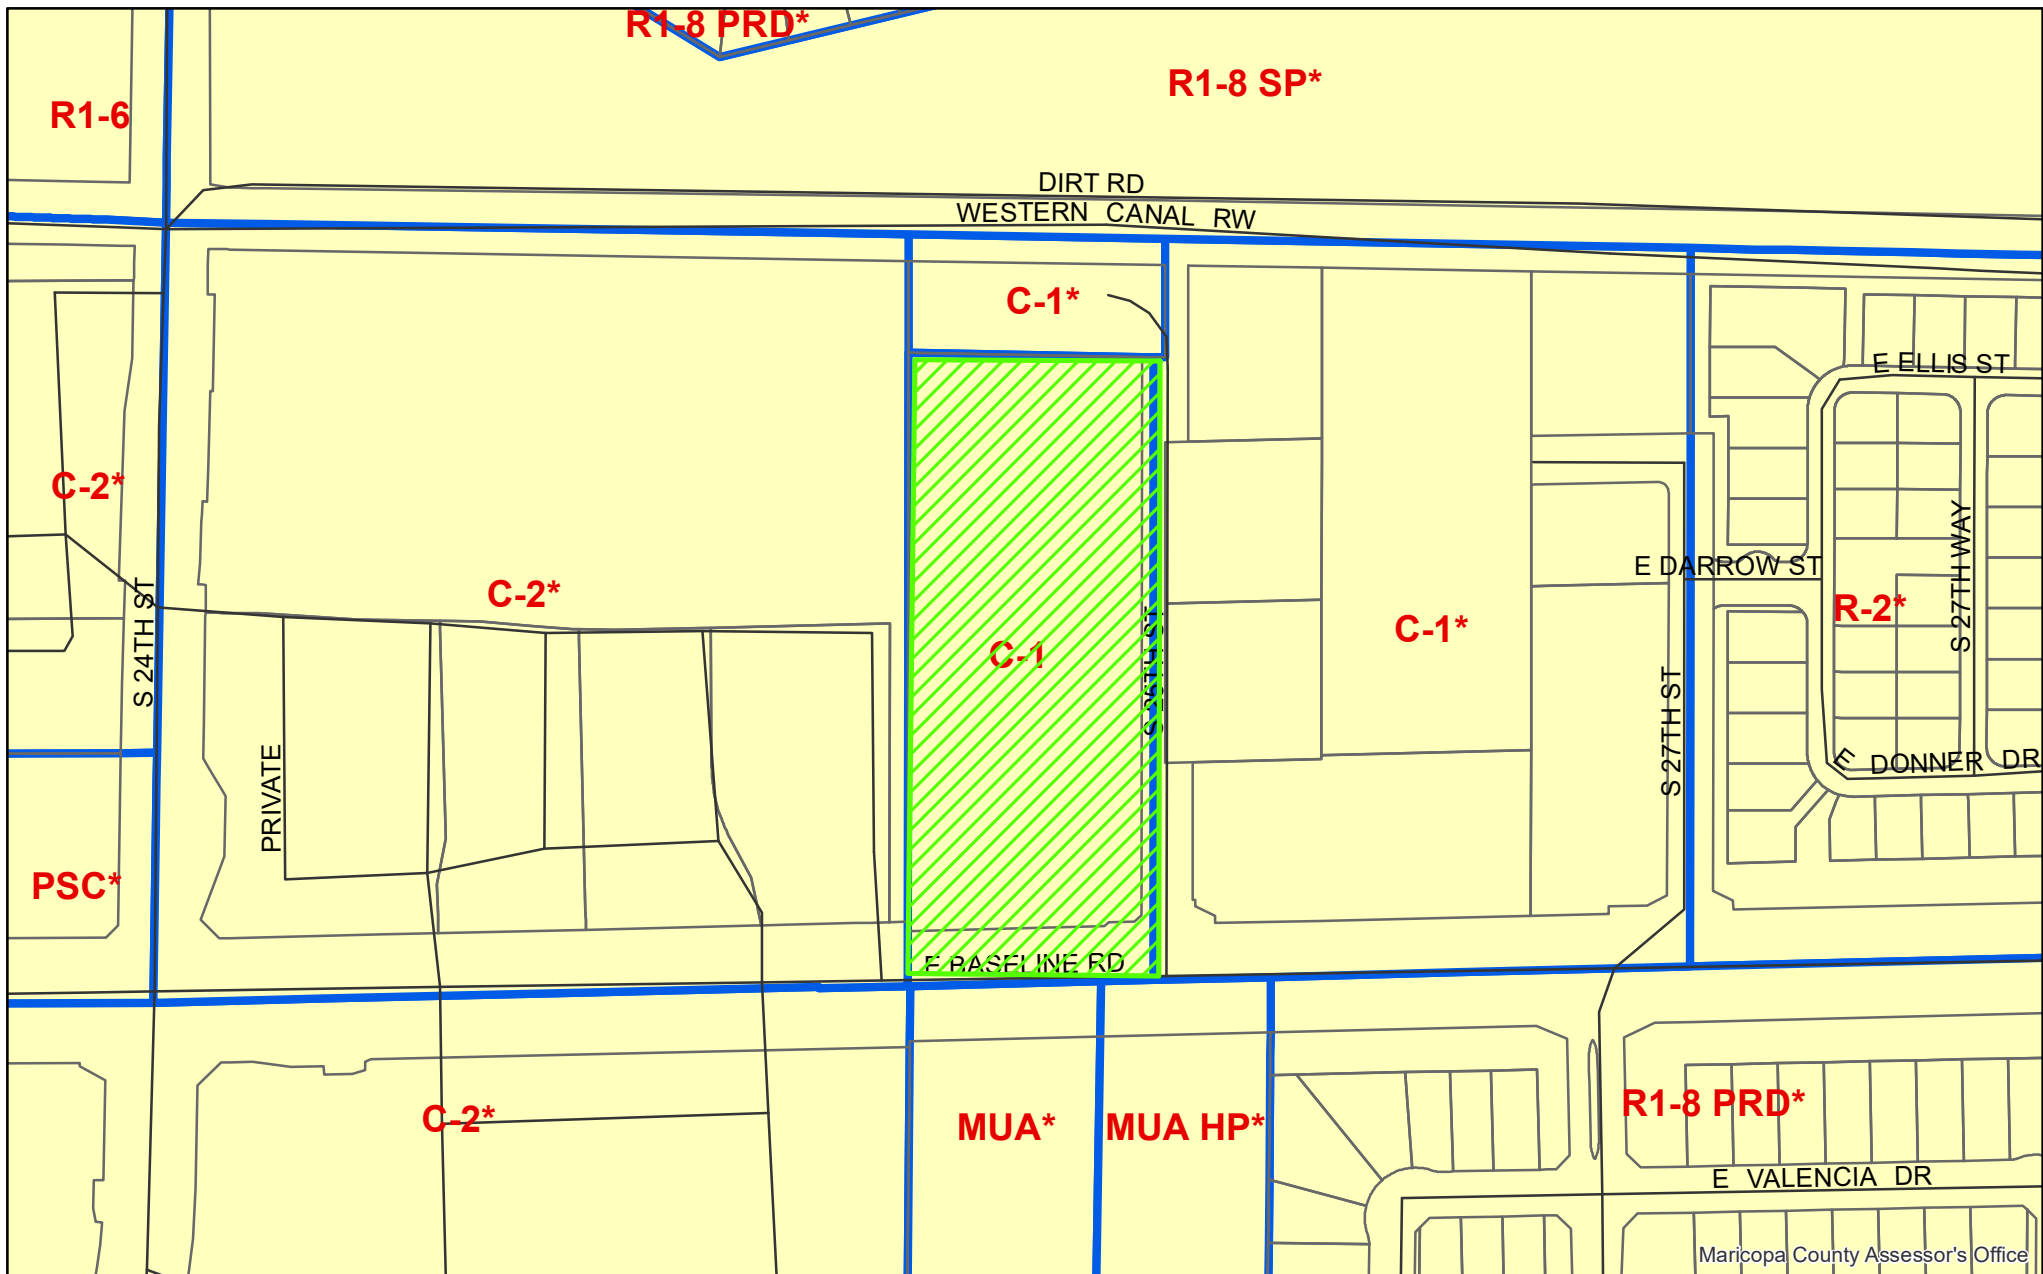 R1-8 PRD*
R1-8 SP*
R1-6
DIRT RD
WESTERN CANAL RW
C-1*
E ELLIS ST
C-2*
S 27TH WAY
E DARROW ST
C-2*
S 24TH ST
R-2*
C-1*
C-1
S 27TH ST
PRIVATE
E DONNER DR
PSC*
E BASELINE RD
R1-8 PRD*
C-2*
MUA*
MUA HP*
E VALENCIA DR
Maricopa County Assessor's Office